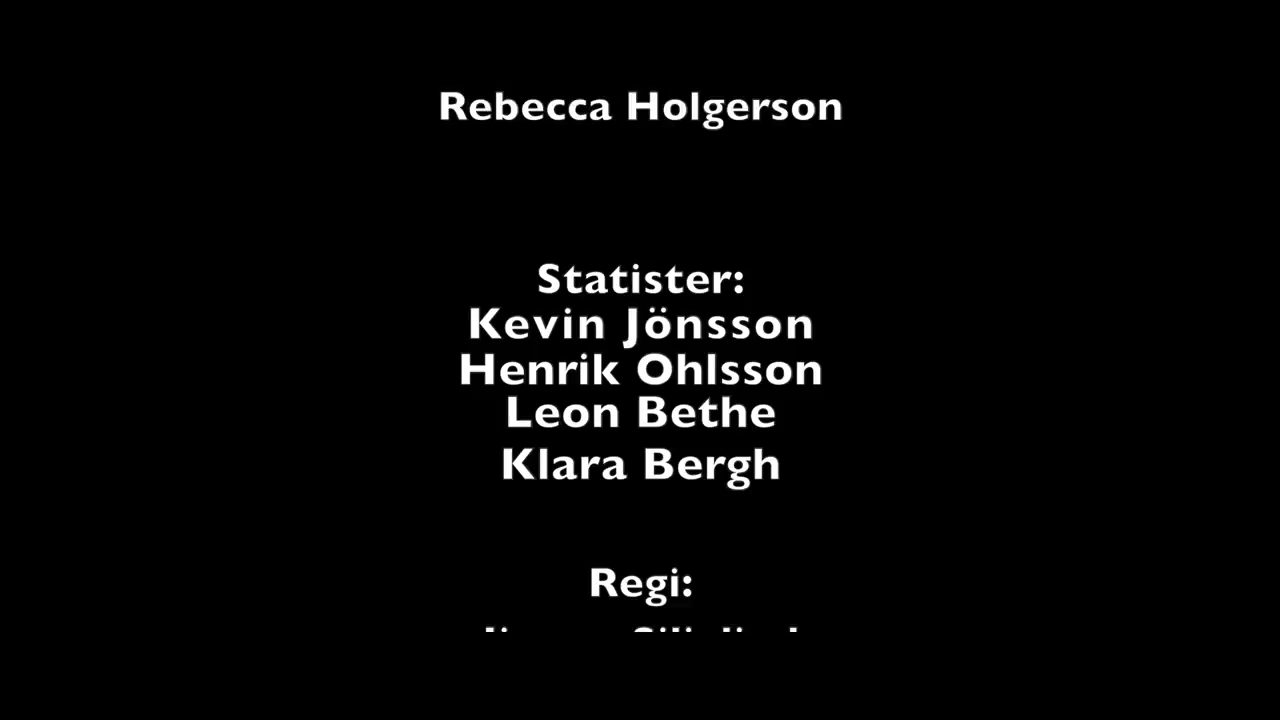 Rebecca Holgerson
Statister:
Kevin Jönsson
Henrik Ohlsson
Leon Bethe
Klara Bergh
Regi: